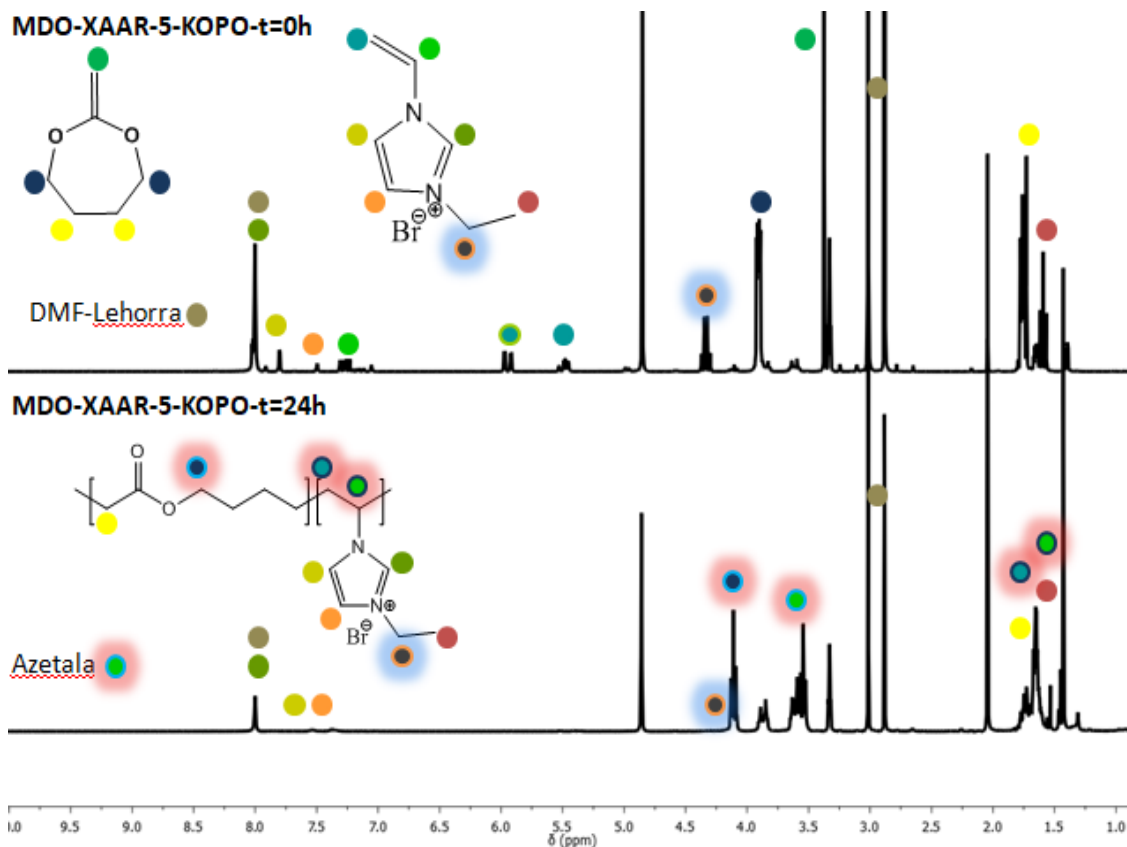 MDO-XAAR-5-KOPO-t=0h
O
O
N
N
⊕
Br⊖
DMF-Lehorra
MDO-XAAR-5-KOPO-t=24h
O
O
N
N
⊕
Br⊖
Azetala
0.0 9.5 9.0 8.5 8.0 7.5 7.0 6.5 6.0 5.5 5.0 4.5 4.0 3.5 3.0 2.5 2.0 1.5 1.0
δ (ppm)